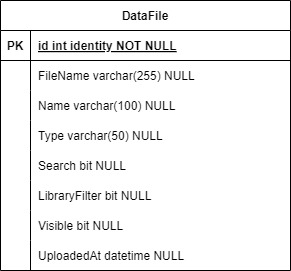 DataFile
PK id int identity NOT NULL
FileName varchar(255) NULL
Name varchar(100) NULL
Type varchar(50) NULL
Search bit NULL
LibraryFilter bit NULL
Visible bit NULL
UploadedAt datetime NULL